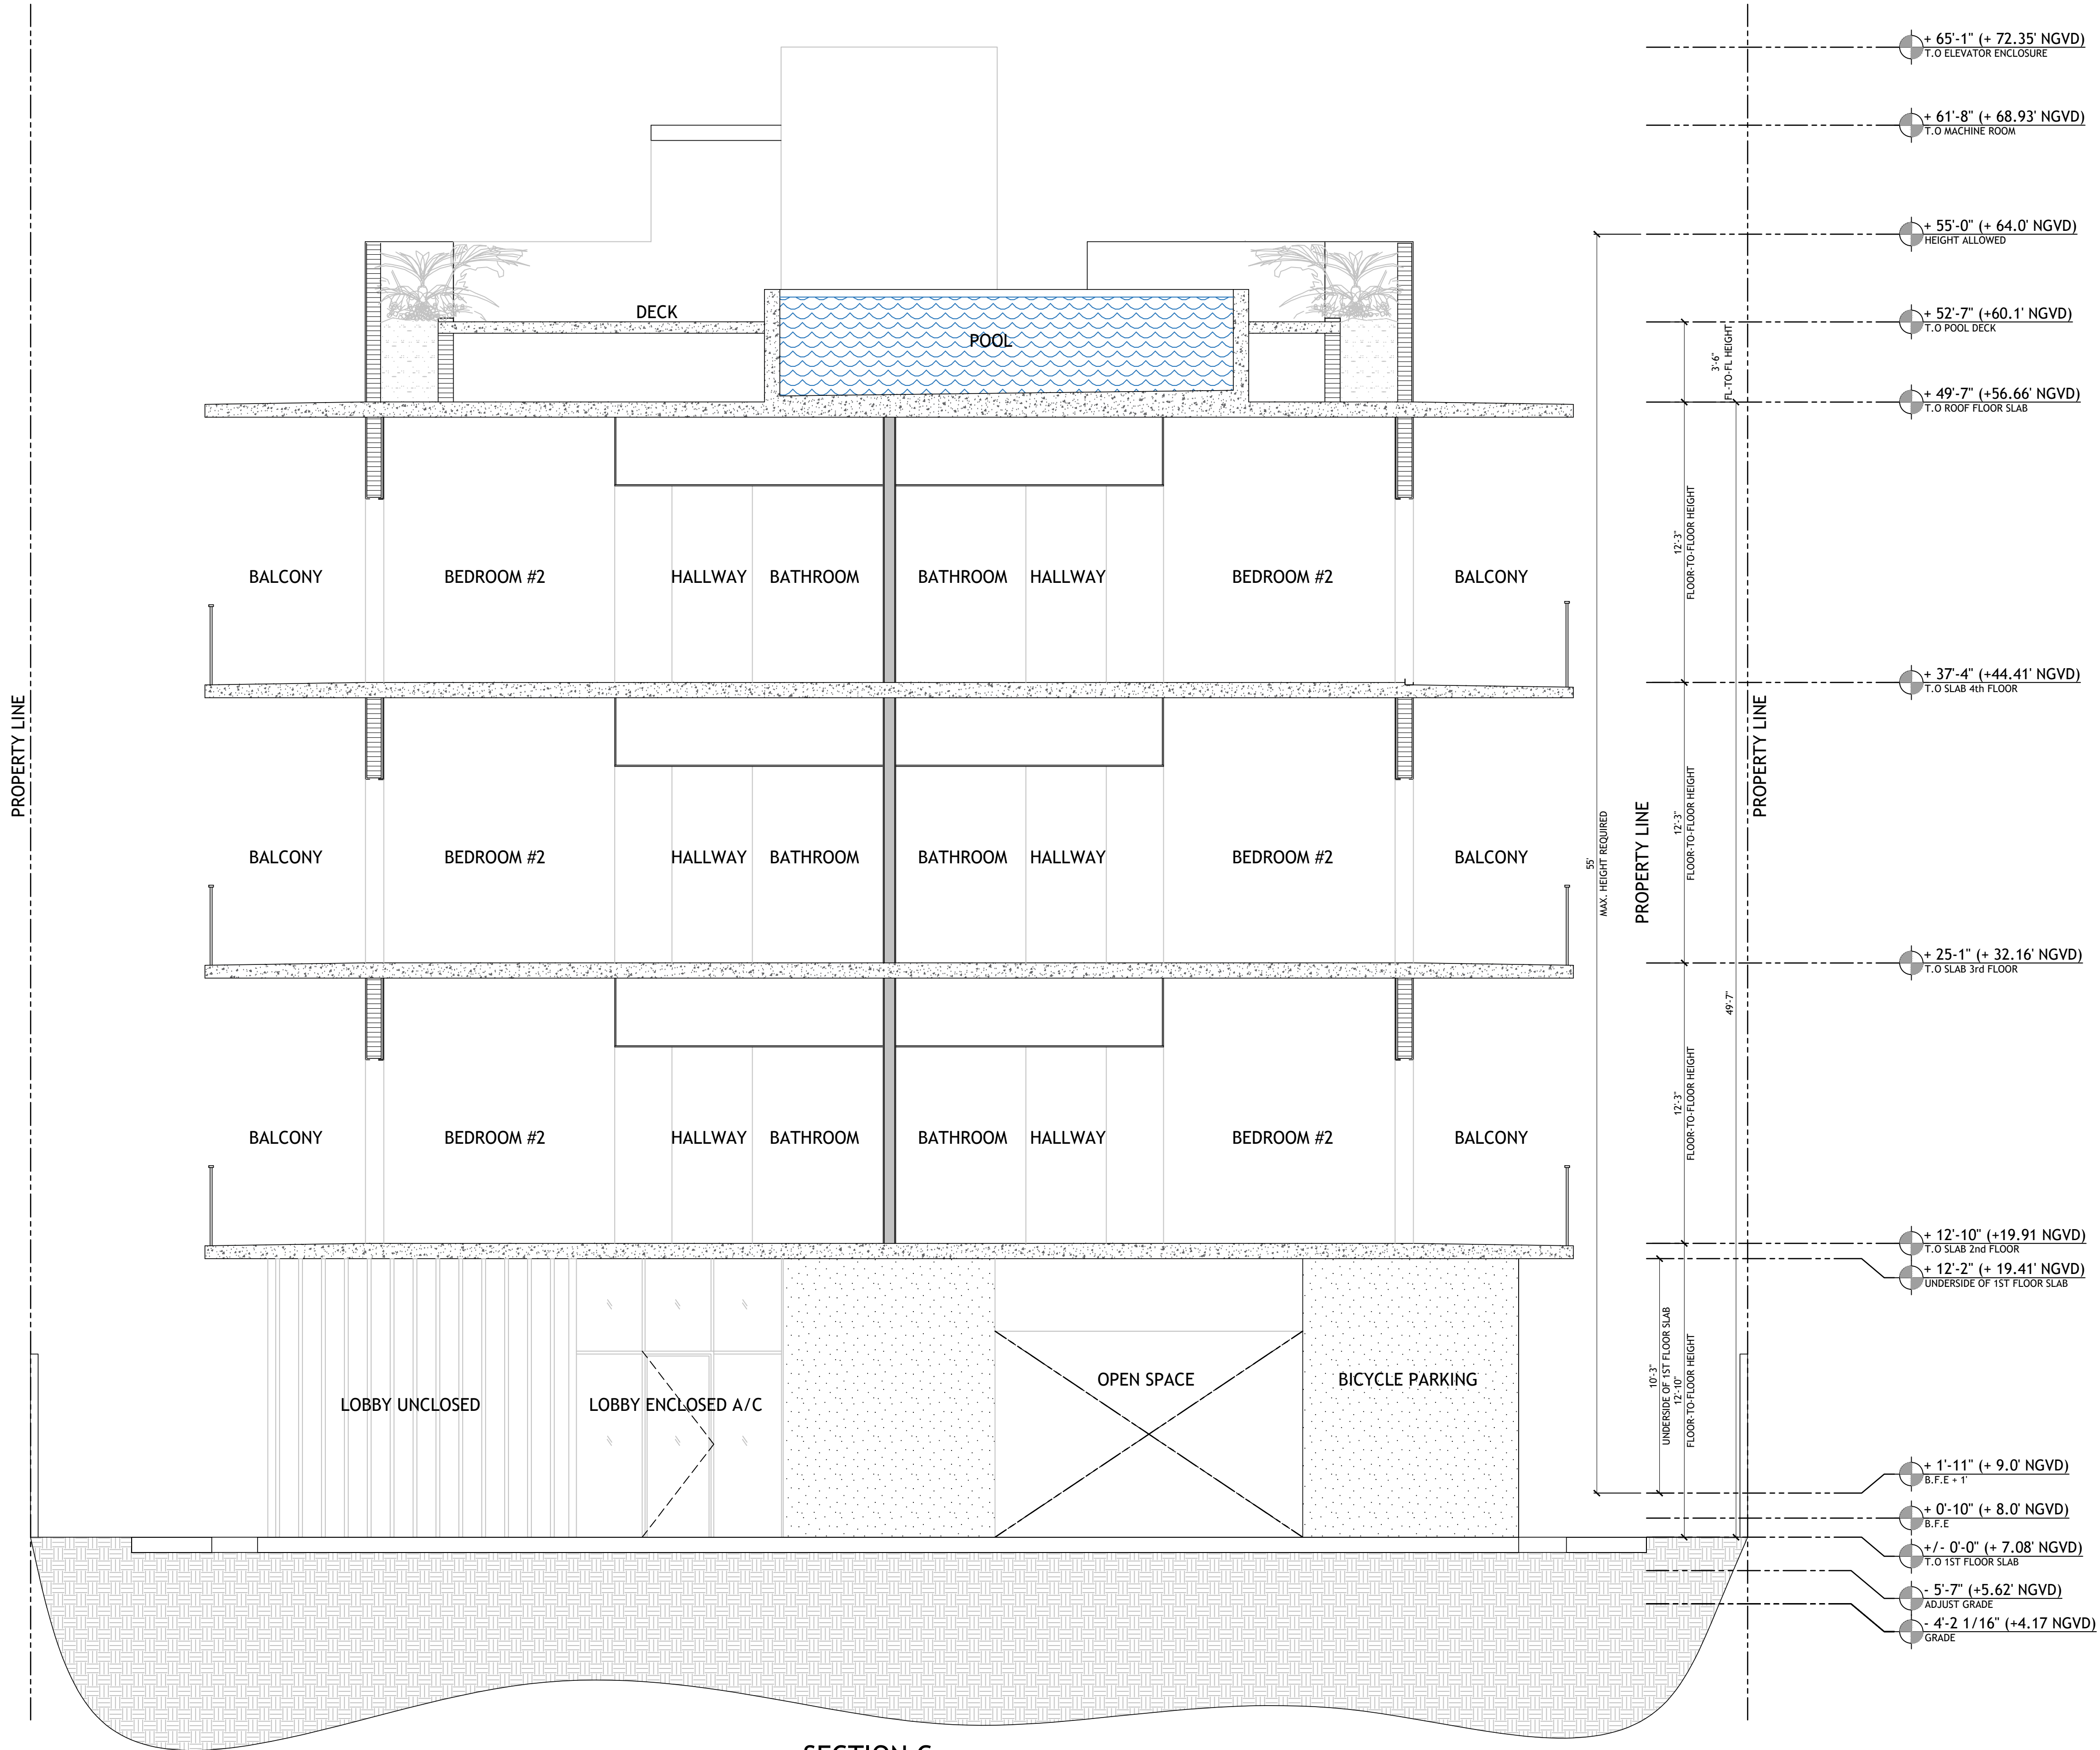 + 65'-1" (+ 72.35' NGVD)
T.O ELEVATOR ENCLOSURE
+ 61'-8" (+ 68.93' NGVD)
T.O MACHINE ROOM
+ 55'-0" (+ 64.0' NGVD)
HEIGHT ALLOWED
DECK
POOL
+ 52'-7" (+60.1' NGVD)
T.O POOL DECK
3'-6"
FL-TO-FL HEIGHT
+ 49'-7" (+56.66' NGVD)
T.O ROOF FLOOR SLAB
BALCONY BEDROOM #2 HALLWAY BATHROOM BATHROOM HALLWAY BEDROOM #2 BALCONY
12'-3"
FLOOR-TO-FLOOR HEIGHT
+ 37'-4" (+44.41' NGVD)
T.O SLAB 4th FLOOR
PROPERTY LINE
PROPERTY LINE
BALCONY BEDROOM #2 HALLWAY BATHROOM BATHROOM HALLWAY BEDROOM #2 BALCONY
55'
MAX. HEIGHT REQUIRED
PROPERTY LINE
12'-3"
FLOOR-TO-FLOOR HEIGHT
+ 25-1" (+ 32.16' NGVD)
T.O SLAB 3rd FLOOR
49'-7"
BALCONY BEDROOM #2 HALLWAY BATHROOM BATHROOM HALLWAY BEDROOM #2 BALCONY
12'-3"
FLOOR-TO-FLOOR HEIGHT
+ 12'-10" (+19.91 NGVD)
T.O SLAB 2nd FLOOR
+ 12'-2" (+ 19.41' NGVD)
UNDERSIDE OF 1ST FLOOR SLAB
LOBBY UNCLOSED
LOBBY ENCLOSED A/C
OPEN SPACE
BICYCLE PARKING
10'-3"
UNDERSIDE OF 1ST FLOOR SLAB
12'-10"
FLOOR-TO-FLOOR HEIGHT
+ 1'-11" (+ 9.0' NGVD)
B.F.E + 1'
+ 0'-10" (+ 8.0' NGVD)
B.F.E
+/- 0'-0" (+ 7.08' NGVD)
T.O 1ST FLOOR SLAB
- 5'-7" (+5.62' NGVD)
ADJUST GRADE
- 4'-2 1/16" (+4.17 NGVD)
GRADE
SECTION